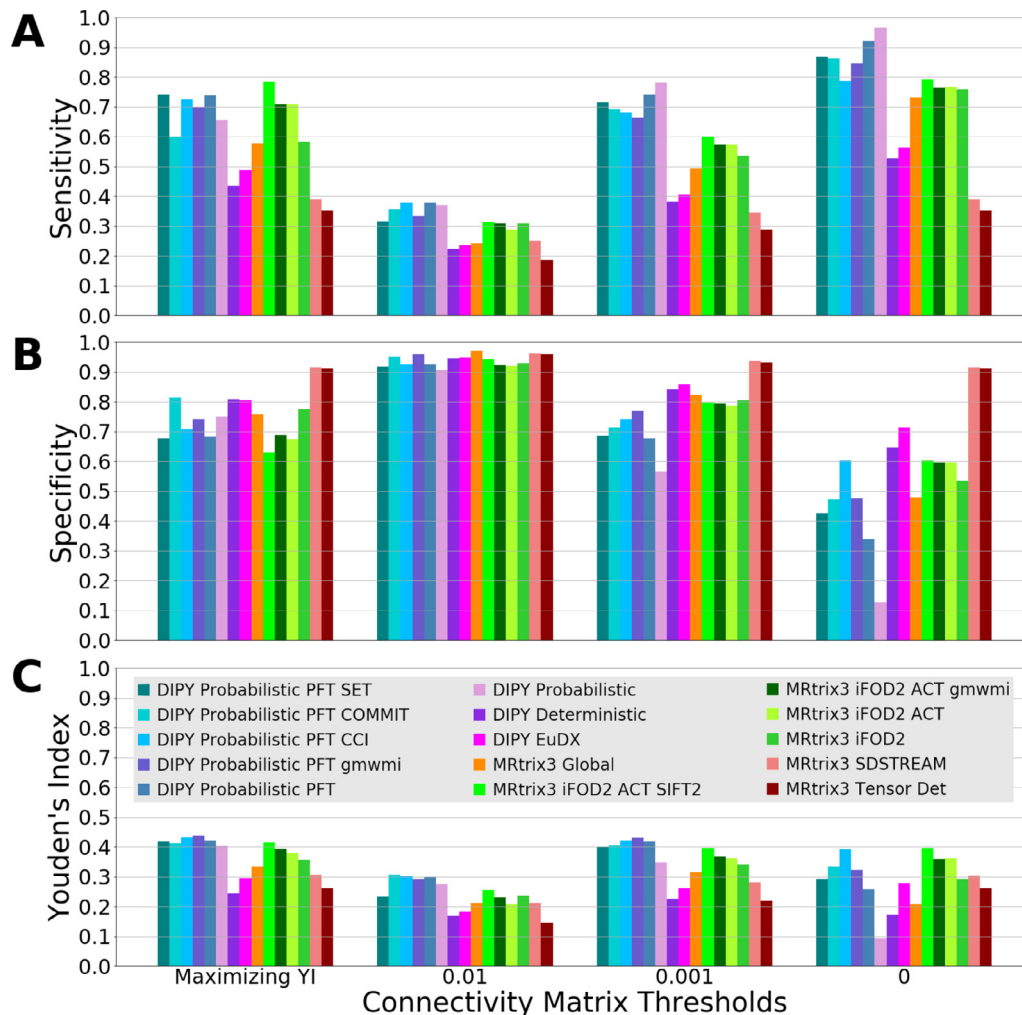 A
Sensitivity
1.0
0.9
0.8
0.7
0.6
0.5
0.4
0.3
0.2
0.1
0.0
B
Specificity
1.0
0.9
0.8
0.7
0.6
0.5
0.4
0.3
0.2
0.1
0.0
C
Youden's Index
1.0
0.9
0.8
0.7
0.6
0.5
0.4
0.3
0.2
0.1
0.0
DIPY Probabilistic PFT SET
DIPY Probabilistic PFT COMMIT
DIPY Probabilistic PFT CCI
DIPY Probabilistic PFT gmwmi
DIPY Probabilistic PFT
DIPY Probabilistic
DIPY Deterministic
DIPY EuDX
MRtrix3 Global
MRtrix3 iFOD2 ACT SIFT2
MRtrix3 iFOD2 ACT gmwmi
MRtrix3 iFOD2 ACT
MRtrix3 iFOD2
MRtrix3 SDSTREAM
MRtrix3 Tensor Det
Maximizing YI
0.01
0.001
0
Connectivity Matrix Thresholds